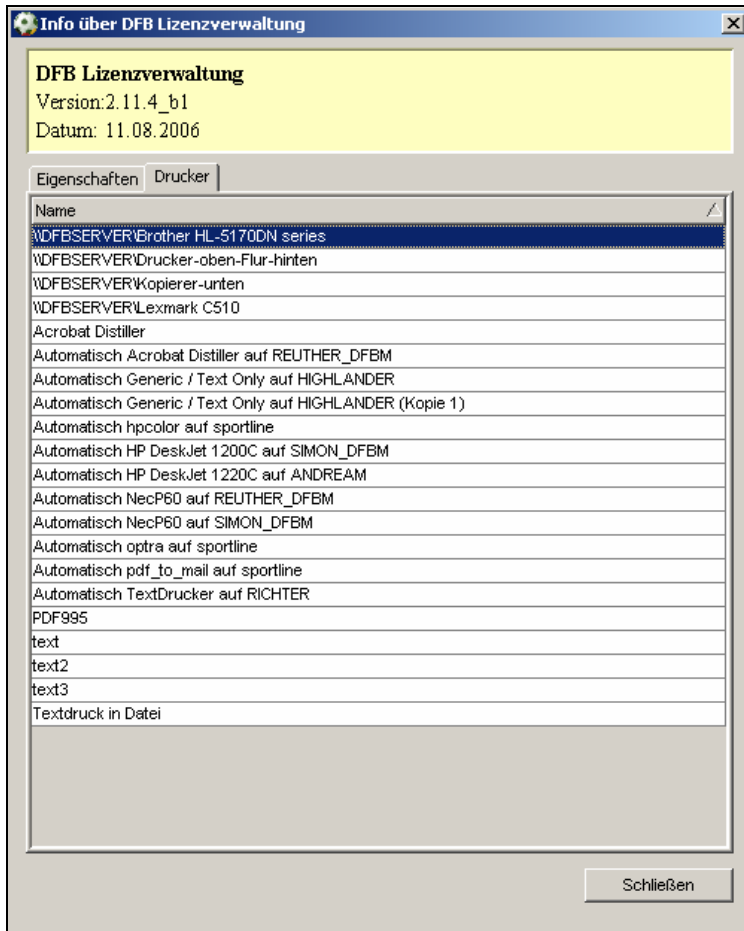 Info über DFB Lizenzverwaltung
DFB Lizenzverwaltung
Version:2.11.4_b1
Datum: 11.08.2006
Eigenschaften Drucker
Name
\\DFBSERVER\Brother HL-5170DN series
\\DFBSERVER\Drucker-oben-Flur-hinten
\\DFBSERVER\Kopierer-unten
\\DFBSERVER\Lexmark C510
Acrobat Distiller
Automatisch Acrobat Distiller auf REUTHER_DFBM
Automatisch Generic / Text Only auf HIGHLANDER
Automatisch Generic / Text Only auf HIGHLANDER (Kopie 1)
Automatisch hpcolor auf sportline
Automatisch HP DeskJet 1200C auf SIMON_DFBM
Automatisch HP DeskJet 1220C auf ANDREAM
Automatisch NecP60 auf REUTHER_DFBM
Automatisch NecP60 auf SIMON_DFBM
Automatisch optra auf sportline
Automatisch pdf_to_mail auf sportline
Automatisch TextDrucker auf RICHTER
PDF995
text
text2
text3
Textdruck in Datei
Schließen